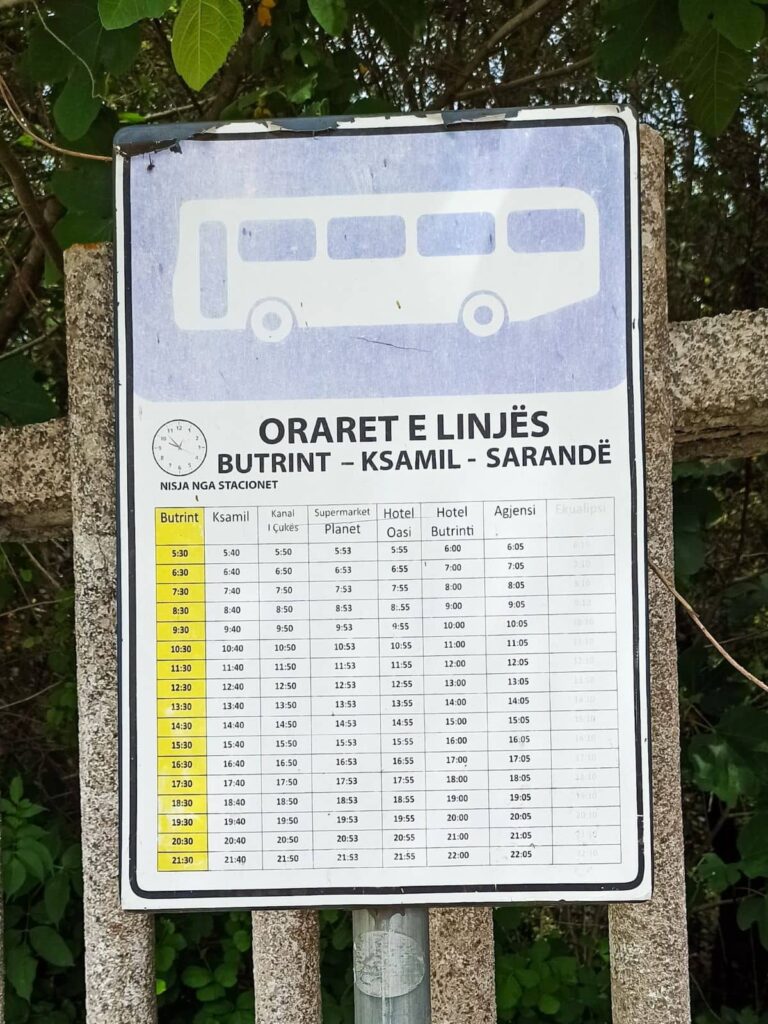 ORARET E LINJËS
BUTRINT – KSAMIL - SARANDË
NISJA NGA STACIONET
Butrint Ksamil Kanal I Çukës Supermarket Planet Hotel Oasi Hotel Butrinti Agjensi Ekualipsi
5:30 5:40 5:50 5:53 5:55 6:00 6:05
6:30 6:40 6:50 6:53 6:55 7:00 7:05
7:30 7:40 7:50 7:53 7:55 8:00 8:05
8:30 8:40 8:50 8:53 8:.55 9:00 9:05
9:30 9:40 9:50 9:53 9:55 10:00 10:05
10:30 10:40 10:50 10:53 10:55 11:00 11:05
11:30 11:40 11:50 11:53 11:55 12:00 12:05
12:30 12:40 12:50 12:53 12:55 13:00 13:05
13:30 13:40 13:50 13:53 13:55 14:00 14:05
14:30 14:40 14:50 14:53 14:55 15:00 15:05
15:30 15:40 15:50 15:53 15:55 16:00 16:05
16:30 16:40 16:50 16:53 16:55 17:00 17:05
17:30 17:40 17:50 17:53 17:55 18:00 18:05
18:30 18:40 18:50 18:53 18:55 19:00 19:05
19:30 19:40 19:50 19:53 19:55 20:00 20:05
20:30 20:40 20:50 20:53 20:55 21:00 21:05
21:30 21:40 21:50 21:53 21:55 22:00 22:05